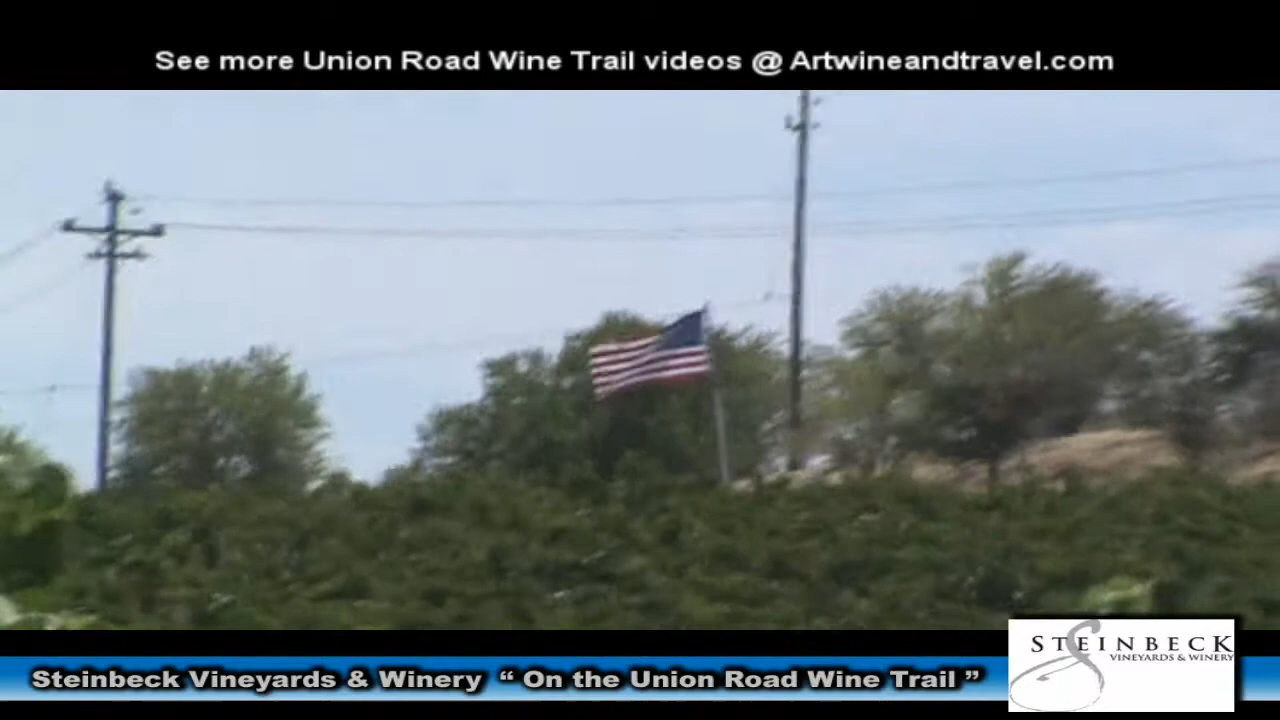 See more Union Road Wine Trail videos @ Artwineandtravel.com
STEINBECK
VINEYARDS & WINERY
Steinbeck Vineyards & Winery “ On the Union Road Wine Trail ”